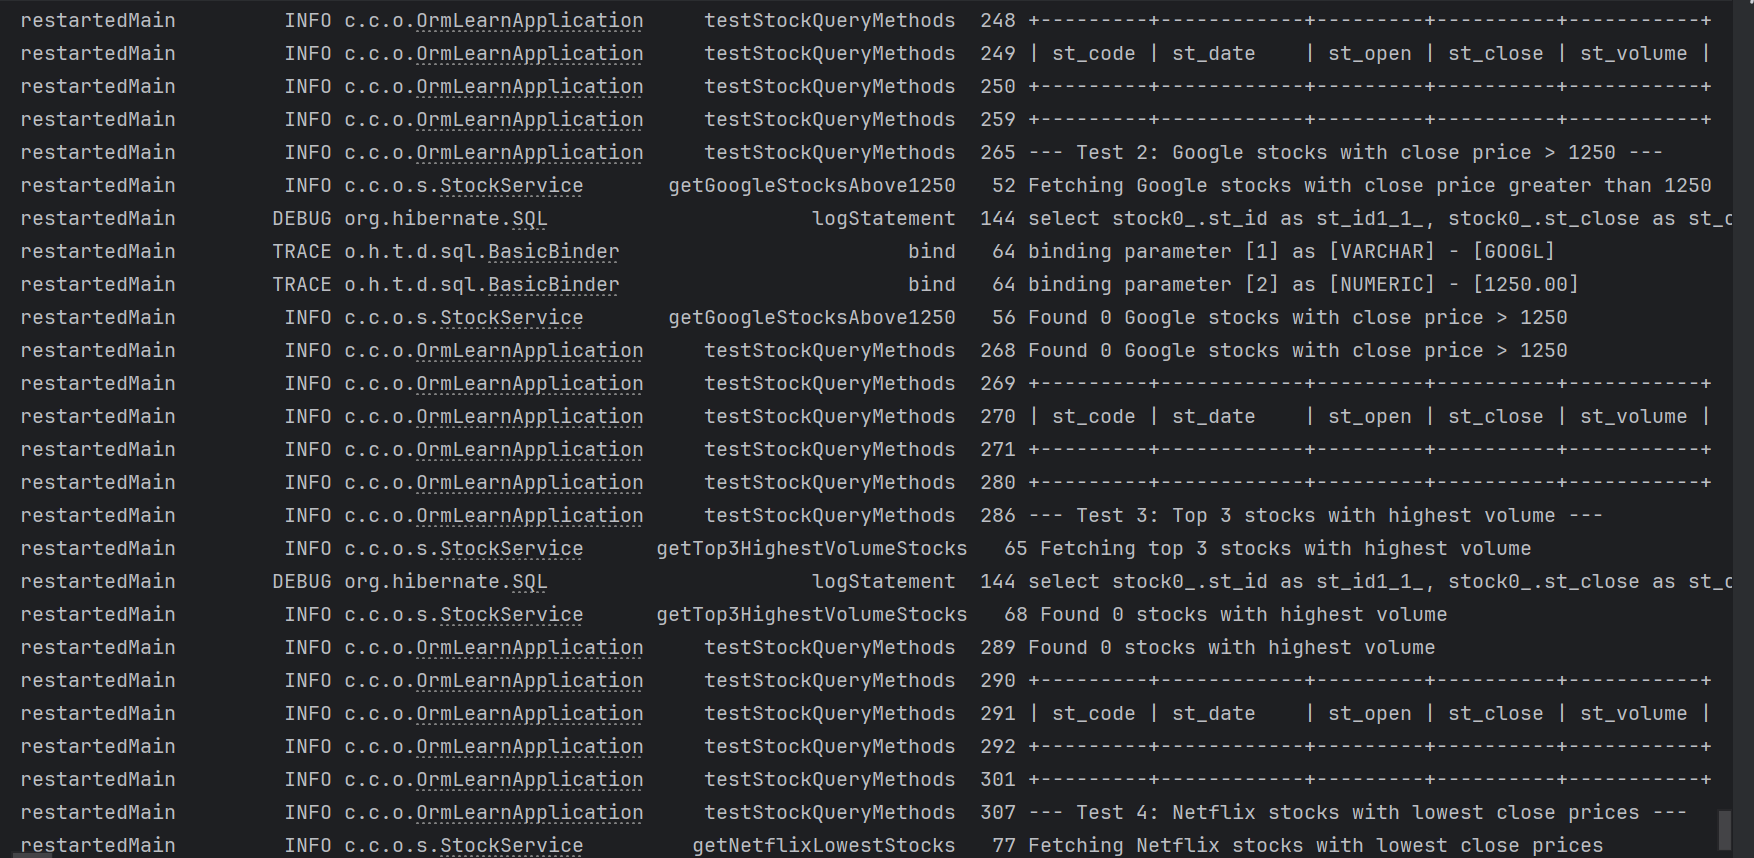 restartedMain INFO c.c.o.OrmLearnApplication testStockQueryMethods 248 +---------+------------+---------+----------+-----------+
restartedMain INFO c.c.o.OrmLearnApplication testStockQueryMethods 249 | st_code | st_date    | st_open | st_close | st_volume |
restartedMain INFO c.c.o.OrmLearnApplication testStockQueryMethods 250 +---------+------------+---------+----------+-----------+
restartedMain INFO c.c.o.OrmLearnApplication testStockQueryMethods 259 +---------+------------+---------+----------+-----------+
restartedMain INFO c.c.o.OrmLearnApplication testStockQueryMethods 265 --- Test 2: Google stocks with close price > 1250 ---
restartedMain INFO c.c.o.s.StockService getGoogleStocksAbove1250 52 Fetching Google stocks with close price greater than 1250
restartedMain DEBUG org.hibernate.SQL logStatement 144 select stock0_.st_id as st_id1_1_, stock0_.st_close as
restartedMain TRACE o.h.t.d.sql.BasicBinder bind 64 binding parameter [1] as [VARCHAR] - [GOOGL]
restartedMain TRACE o.h.t.d.sql.BasicBinder bind 64 binding parameter [2] as [NUMERIC] - [1250.00]
restartedMain INFO c.c.o.s.StockService getGoogleStocksAbove1250 56 Found 0 Google stocks with close price > 1250
restartedMain INFO c.c.o.OrmLearnApplication testStockQueryMethods 268 Found 0 Google stocks with close price > 1250
restartedMain INFO c.c.o.OrmLearnApplication testStockQueryMethods 269 +---------+------------+---------+----------+-----------+
restartedMain INFO c.c.o.OrmLearnApplication testStockQueryMethods 270 | st_code | st_date    | st_open | st_close | st_volume |
restartedMain INFO c.c.o.OrmLearnApplication testStockQueryMethods 271 +---------+------------+---------+----------+-----------+
restartedMain INFO c.c.o.OrmLearnApplication testStockQueryMethods 280 +---------+------------+---------+----------+-----------+
restartedMain INFO c.c.o.OrmLearnApplication testStockQueryMethods 286 --- Test 3: Top 3 stocks with highest volume ---
restartedMain INFO c.c.o.s.StockService getTop3HighestVolumeStocks 65 Fetching top 3 stocks with highest volume
restartedMain DEBUG org.hibernate.SQL logStatement 144 select stock0_.st_id as st_id1_1_, stock0_.st_close as
restartedMain INFO c.c.o.s.StockService getTop3HighestVolumeStocks 68 Found 0 stocks with highest volume
restartedMain INFO c.c.o.OrmLearnApplication testStockQueryMethods 289 Found 0 stocks with highest volume
restartedMain INFO c.c.o.OrmLearnApplication testStockQueryMethods 290 +---------+------------+---------+----------+-----------+
restartedMain INFO c.c.o.OrmLearnApplication testStockQueryMethods 291 | st_code | st_date    | st_open | st_close | st_volume |
restartedMain INFO c.c.o.OrmLearnApplication testStockQueryMethods 292 +---------+------------+---------+----------+-----------+
restartedMain INFO c.c.o.OrmLearnApplication testStockQueryMethods 301 +---------+------------+---------+----------+-----------+
restartedMain INFO c.c.o.OrmLearnApplication testStockQueryMethods 307 --- Test 4: Netflix stocks with lowest close prices ---
restartedMain INFO c.c.o.s.StockService getNetflixLowestStocks 77 Fetching Netflix stocks with lowest close prices